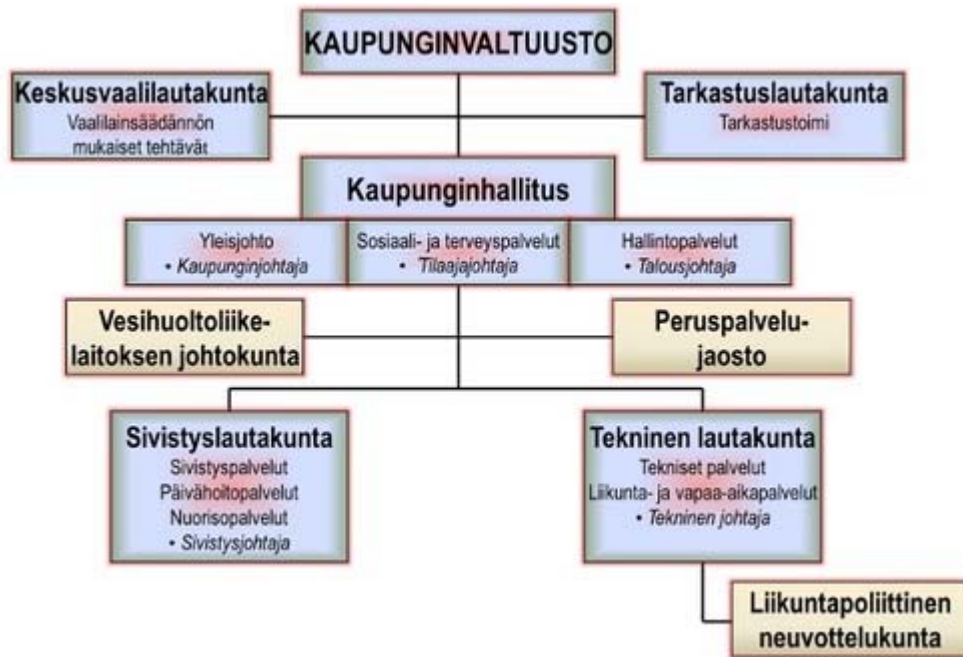 KAUPUNGINVALTUUSTO
Keskusvaalilautakunta
Vaalilainsäädännön
mukaiset tehtävät
Tarkastuslautakunta
Tarkastustoimi
Kaupunginhallitus
Yleisjohto
• Kaupunginjohtaja
Sosiaali- ja terveyspalvelut
• Tilaajajohtaja
Hallintopalvelut
• Talousjohtaja
Vesihuoltoliike-
laitoksen johtokunta
Peruspalvelu-
jaosto
Sivistyslautakunta
Sivistyspalvelut
Päivähoitopalvelut
Nuorisopalvelut
• Sivistysjohtaja
Tekninen lautakunta
Tekniset palvelut
Liikunta- ja vapaa-aikapalvelut
• Tekninen johtaja
Liikuntapoliittinen
neuvottelukunta